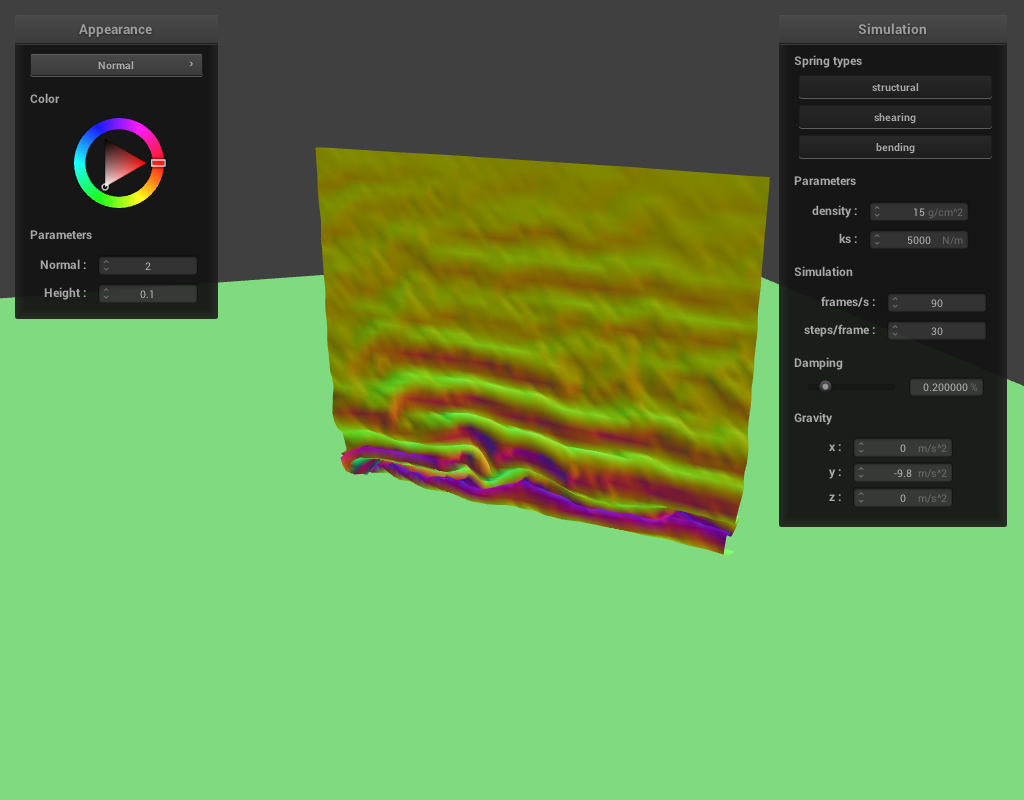 Appearance
Normal ›
Color
Parameters
Normal : 2
Height : 0.1
Simulation
Spring types
structural
shearing
bending
Parameters
density : 15 g/cm^2
ks : 5000 N/m
Simulation
frames/s : 90
steps/frame : 30
Damping
0.200000 %
Gravity
x : 0 m/s^2
y : -9.8 m/s^2
z : 0 m/s^2